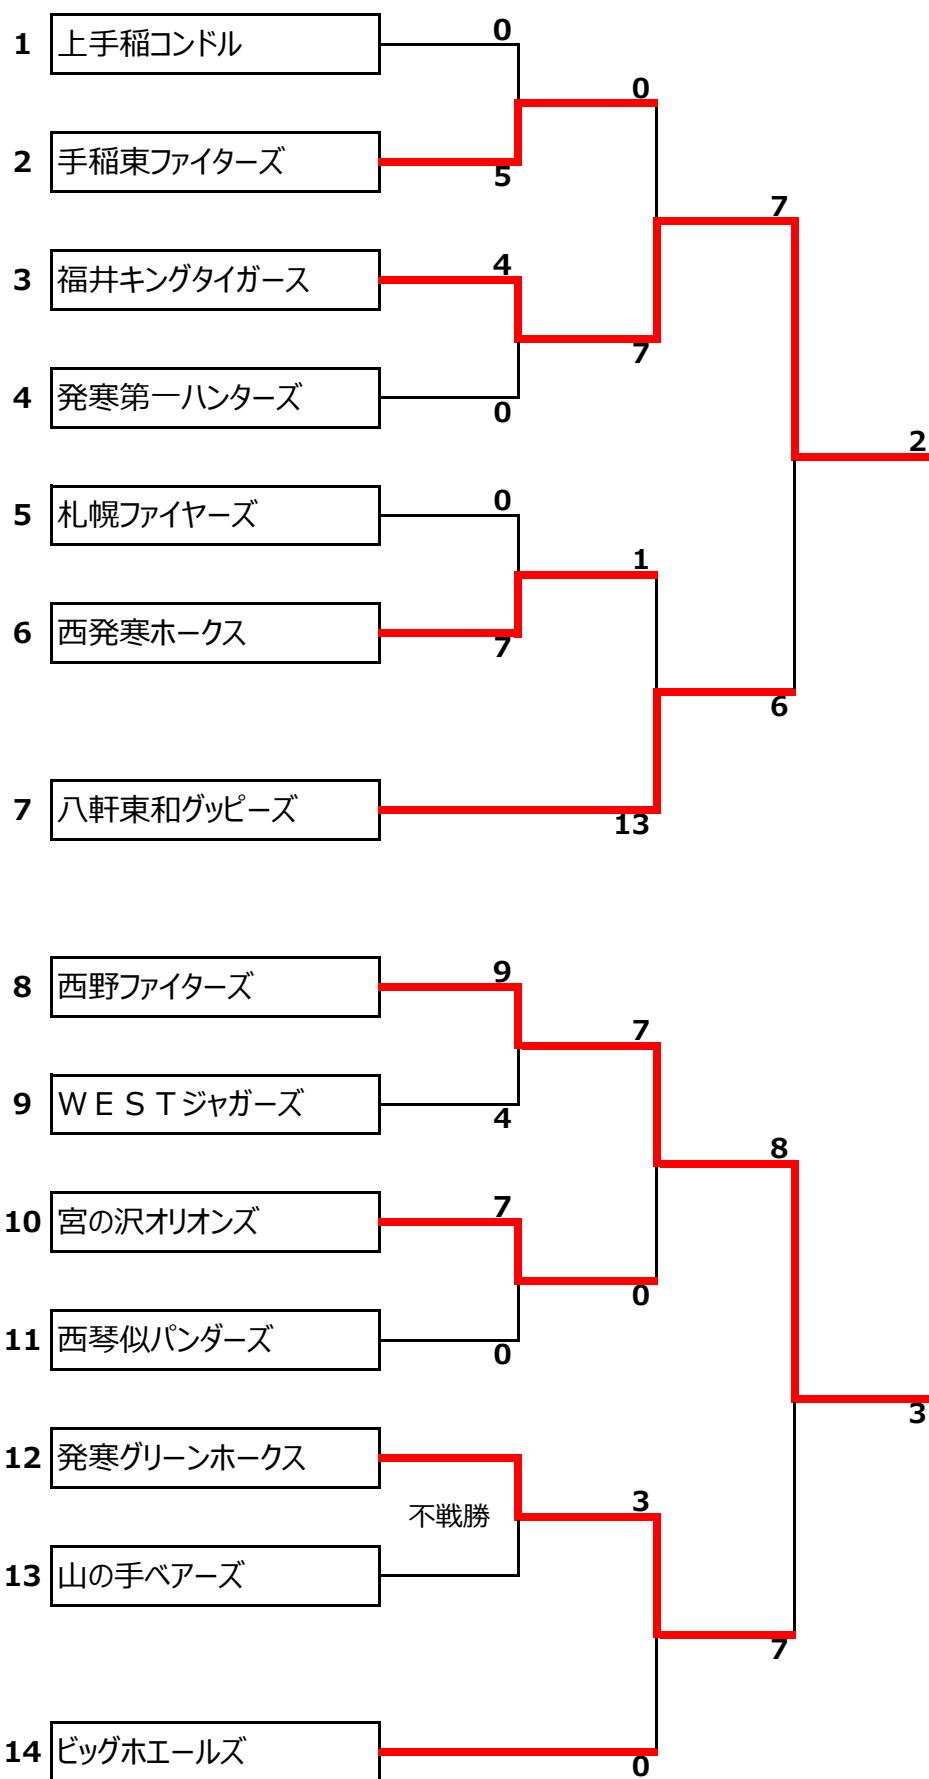 0
1 上手稲コンドル
0
2 手稲東ファイターズ
5
7
4
3 福井キングタイガース
7
4 発寒第一ハンターズ
0
2
0
5 札幌ファイヤーズ
1
6 西発寒ホークス
7
6
7 八軒東和グッピーズ
13
9
8 西野ファイターズ
7
9 ＷＥＳＴジャガーズ
4
8
7
10 宮の沢オリオンズ
0
11 西琴似パンダーズ
0
3
12 発寒グリーンホークス
3
不戦勝
13 山の手ベアーズ
7
14 ビッグホエールズ
0